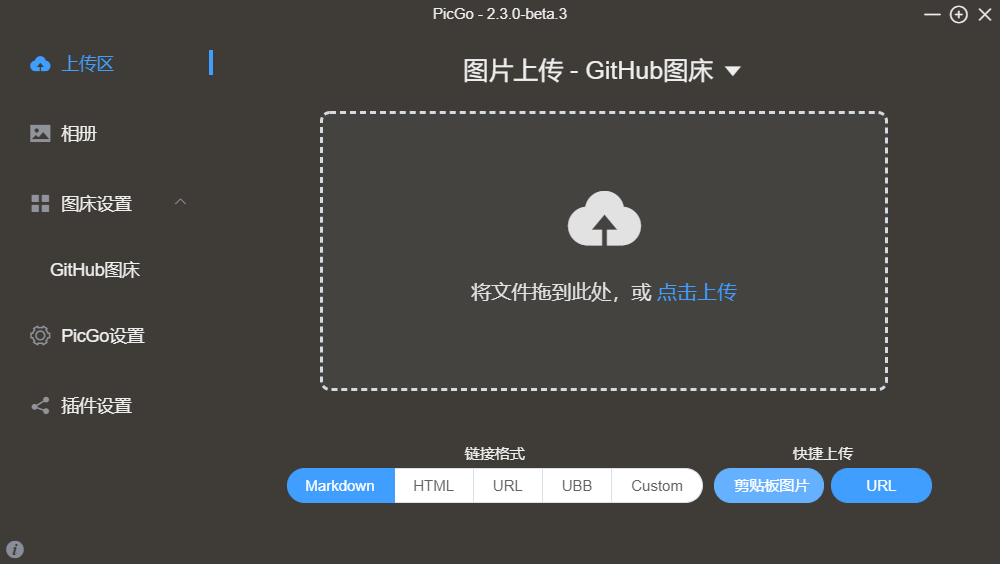 PicGo - 2.3.0-beta.3
上传区
相册
图床设置
GitHub图床
PicGo设置
插件设置
图片上传 - GitHub图床
将文件拖到此处，或 点击上传
链接格式
Markdown HTML URL UBB Custom
快捷上传
剪贴板图片 URL
i